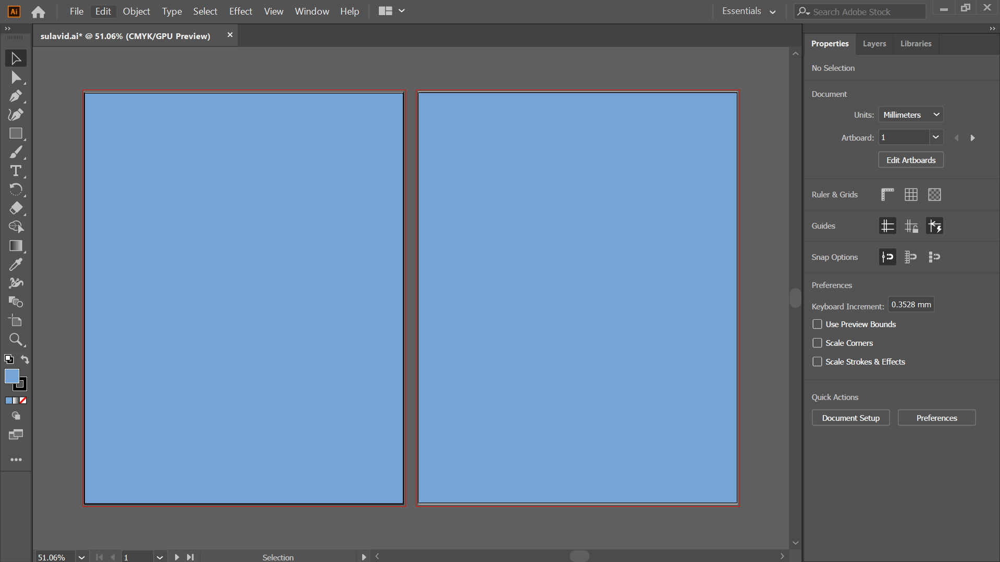 Ai File Edit Object Type Select Effect View Window Help Essentials Search Adobe Stock
sulavid.ai* @ 51.06% (CMYK/GPU Preview)
Properties Layers Libraries
No Selection
Document
Units: Millimeters
Artboard: 1
Edit Artboards
Ruler & Grids
Guides
Snap Options
Preferences
Keyboard Increment: 0.3528 mm
Use Preview Bounds
Scale Corners
Scale Strokes & Effects
Quick Actions
Document Setup Preferences
51.06% 1 Selection